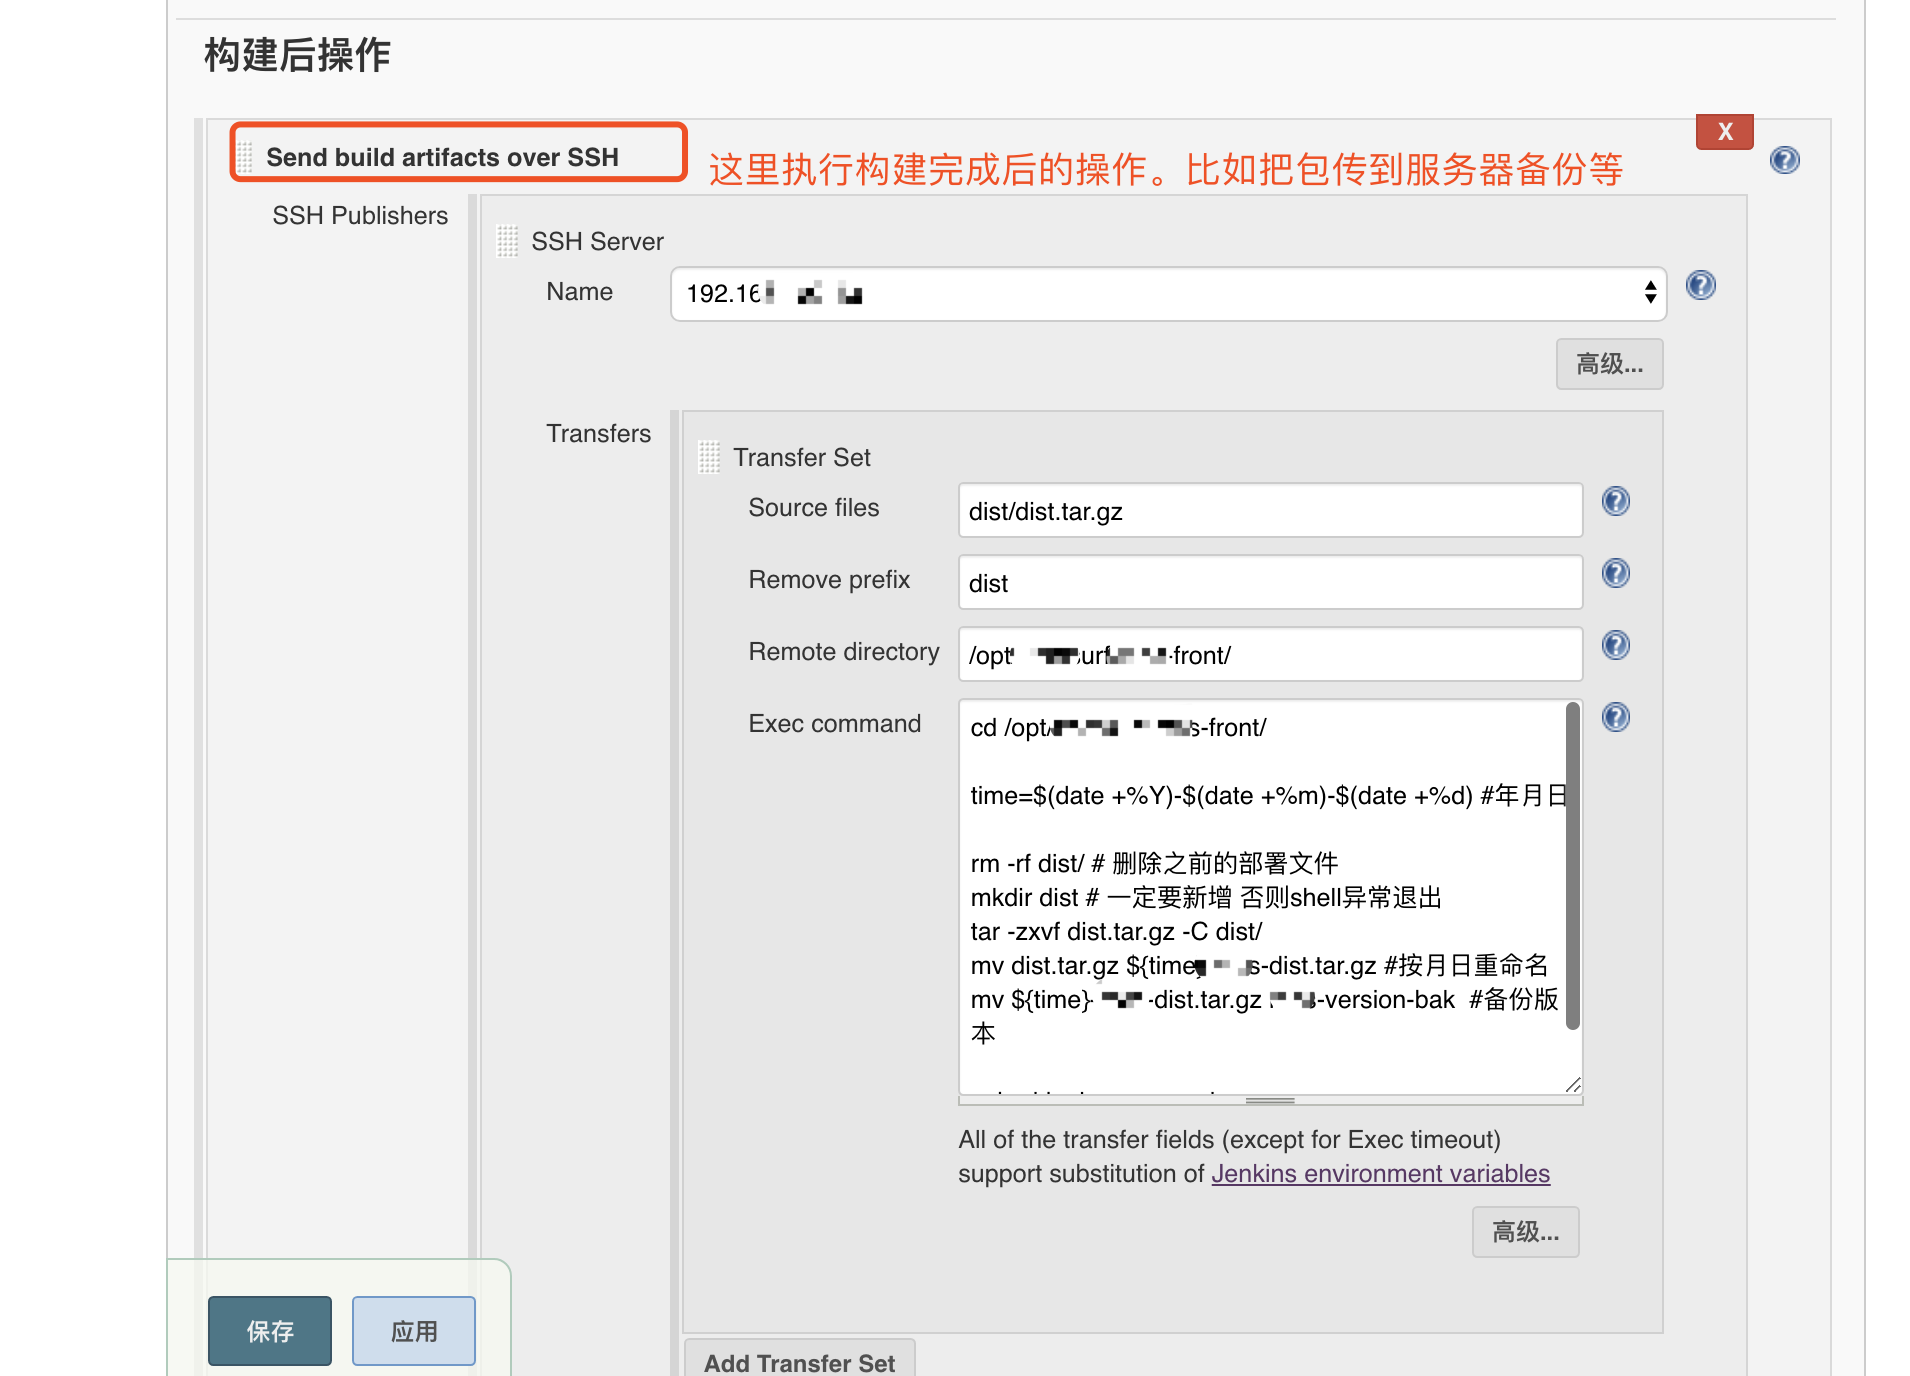 构建后操作
Send build artifacts over SSH
这里执行构建完成后的操作。比如把包传到服务器备份等
X
SSH Publishers
SSH Server
Name
192.16
高级...
Transfers
Transfer Set
Source files
dist/dist.tar.gz
Remove prefix
dist
Remote directory
/opt -front/
Exec command
cd /opt/ s-front/
time=$(date +%Y)-$(date +%m)-$(date +%d) #年月日
rm -rf dist/ # 删除之前的部署文件
mkdir dist # 一定要新增 否则shell异常退出
tar -zxvf dist.tar.gz -C dist/
mv dist.tar.gz ${time} s-dist.tar.gz #按月日重命名
mv ${time}- -dist.tar.gz -version-bak #备份版
本
All of the transfer fields (except for Exec timeout)
support substitution of Jenkins environment variables
高级...
保存
应用
Add Transfer Set